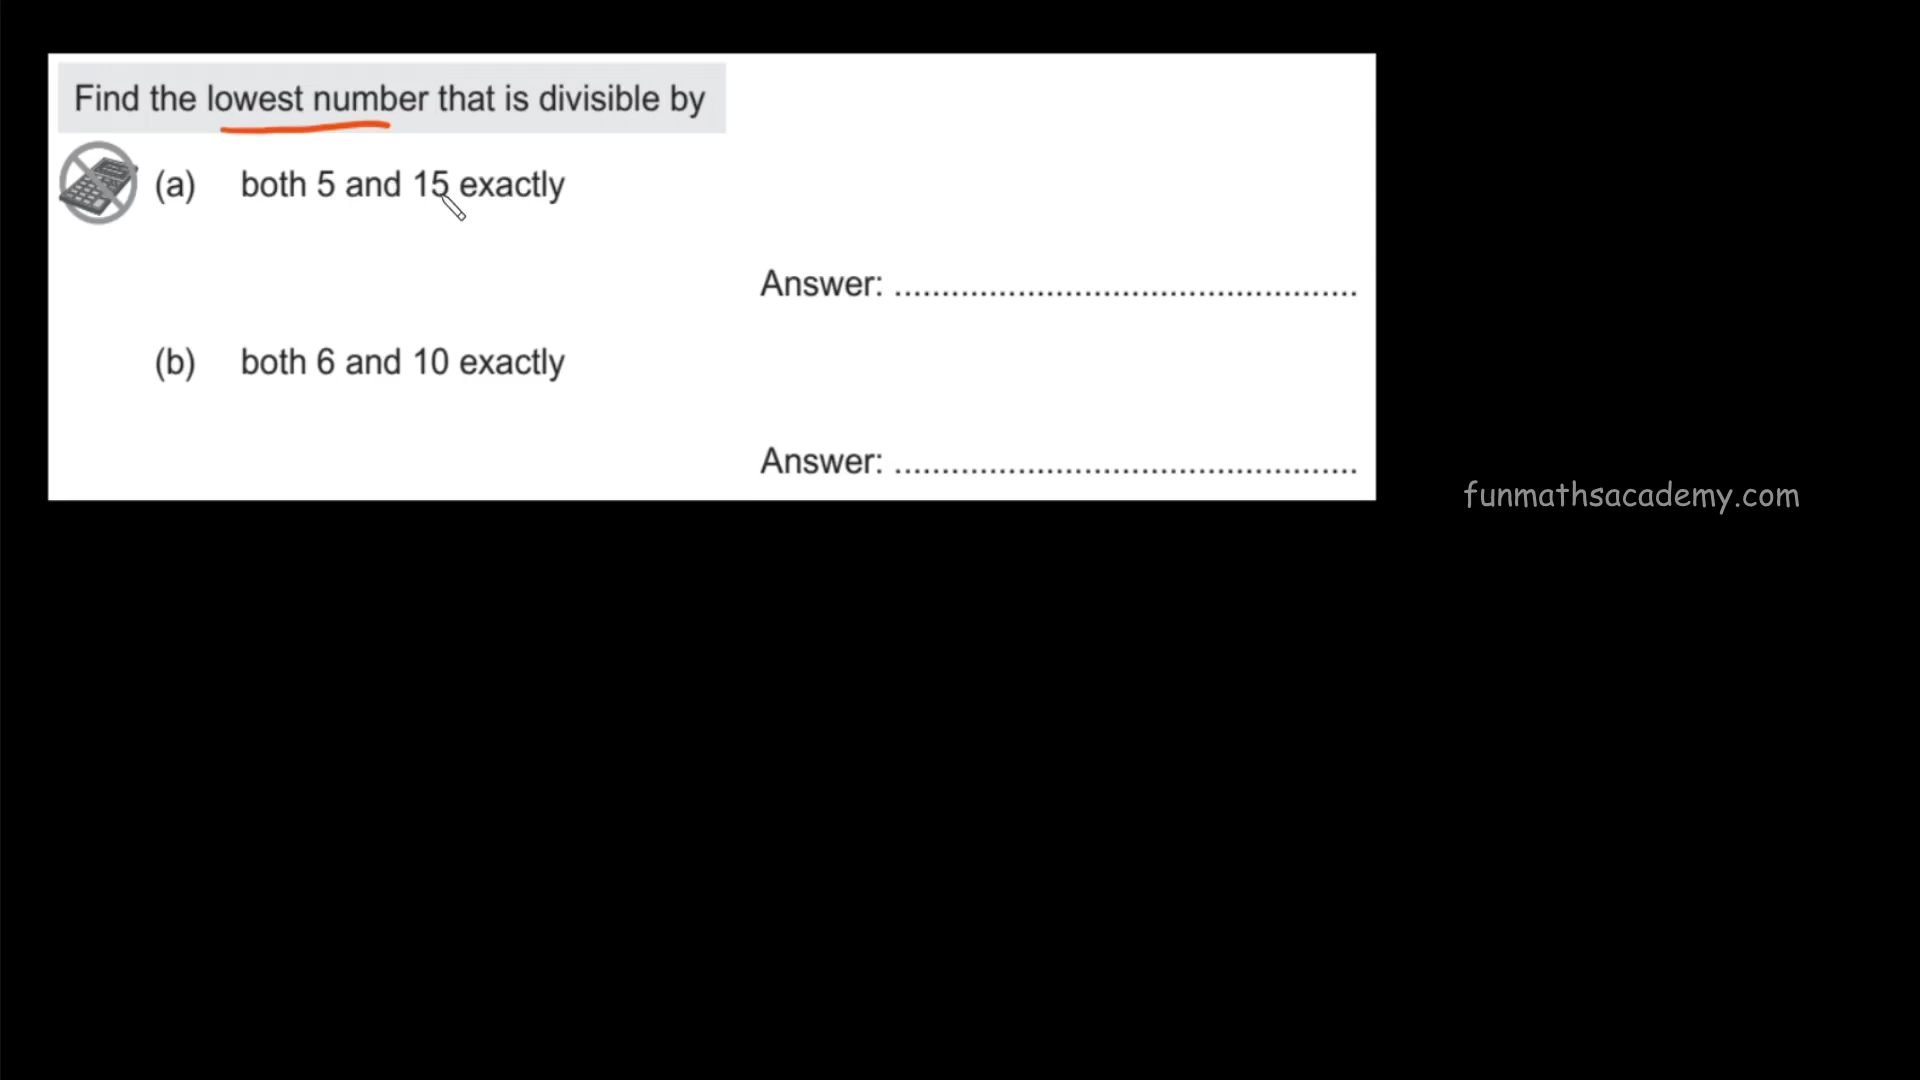 Find the lowest number that is divisible by
(a) both 5 and 15 exactly
Answer: .................................................
(b) both 6 and 10 exactly
Answer: .................................................
funmathsacademy.com